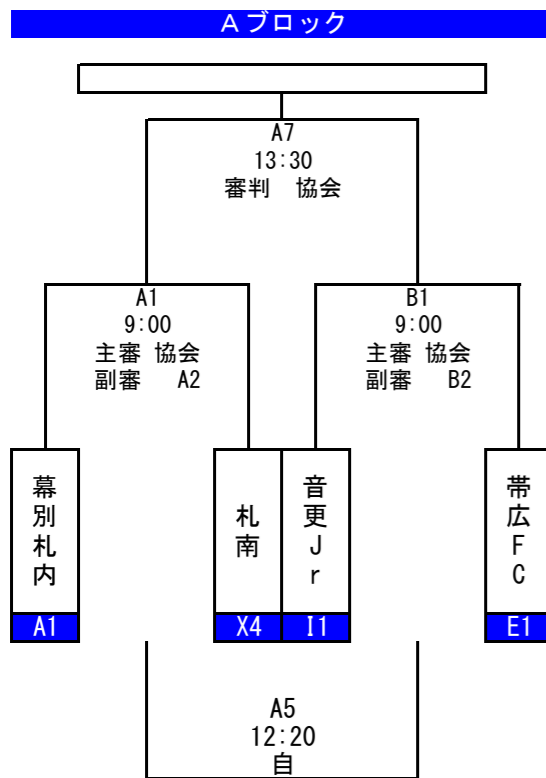 Aブロック
A7
13:30
審判　協会
A1
9:00
主審 協会
副審　A2
B1
9:00
主審 協会
副審　B2
幕別札内
札南
音更Jr
帯広FC
A1
X4
I1
E1
A5
12:20
自